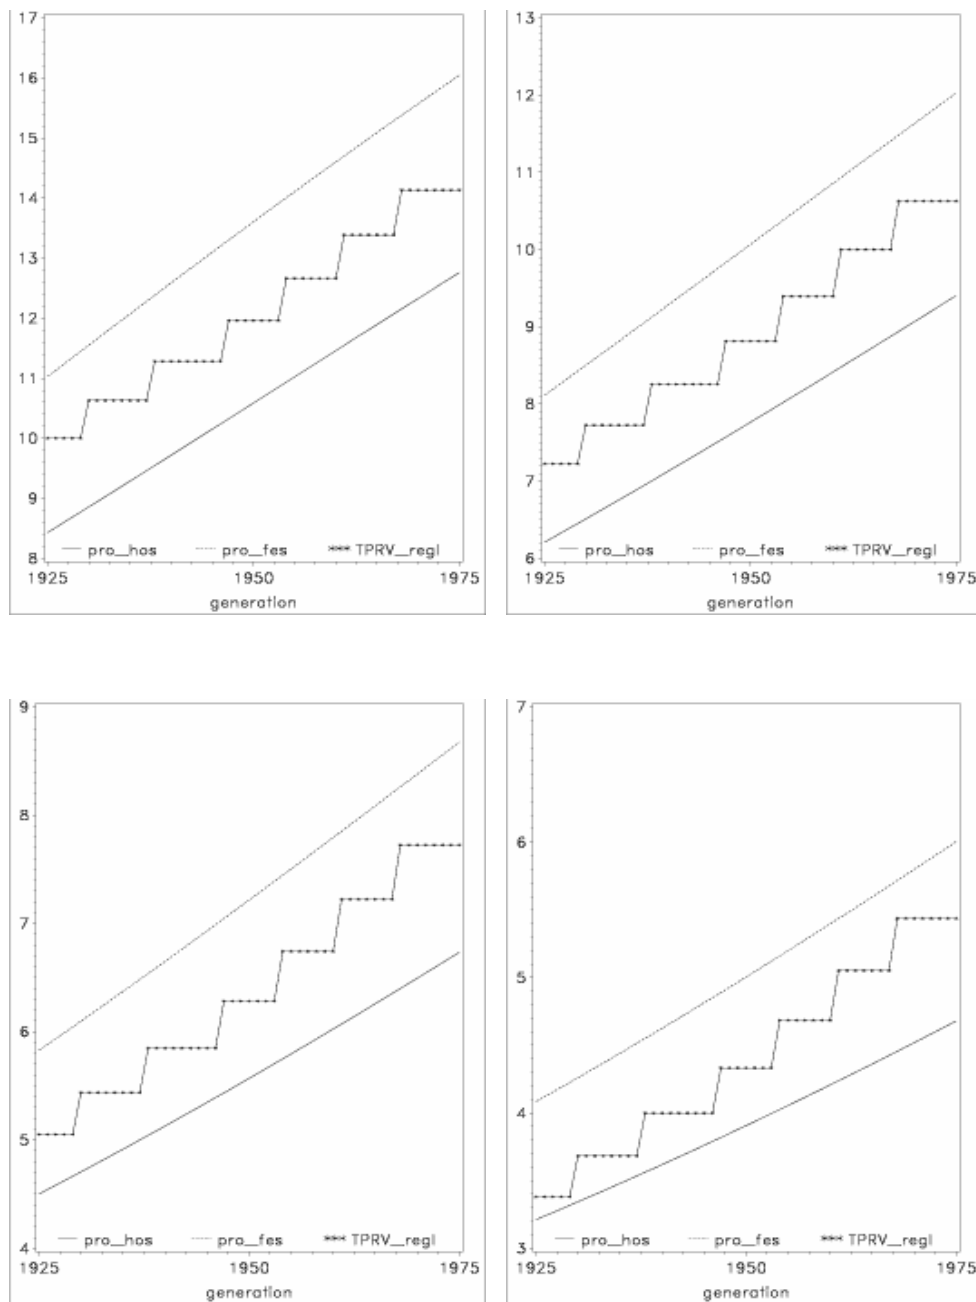 17
16
15
14
13
12
11
10
9
8
pro_hos pro_fes TPRV_regl
1925 1950 1975
generation
13
12
11
10
9
8
7
6
pro_hos pro_fes TPRV_regl
1925 1950 1975
generation
9
8
7
6
5
4
pro_hos pro_fes TPRV_regl
1925 1950 1975
generation
7
6
5
4
3
pro_hos pro_fes TPRV_regl
1925 1950 1975
generation